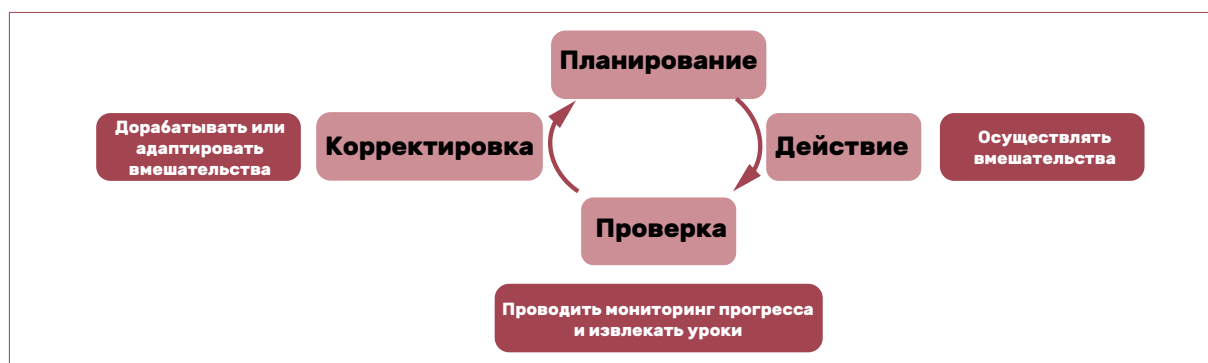 Планирование
Дорабатывать или
адаптировать
вмешательства
Корректировка
Действие
Осуществлять
вмешательства
Проверка
Проводить мониторинг прогресса
и извлекать уроки